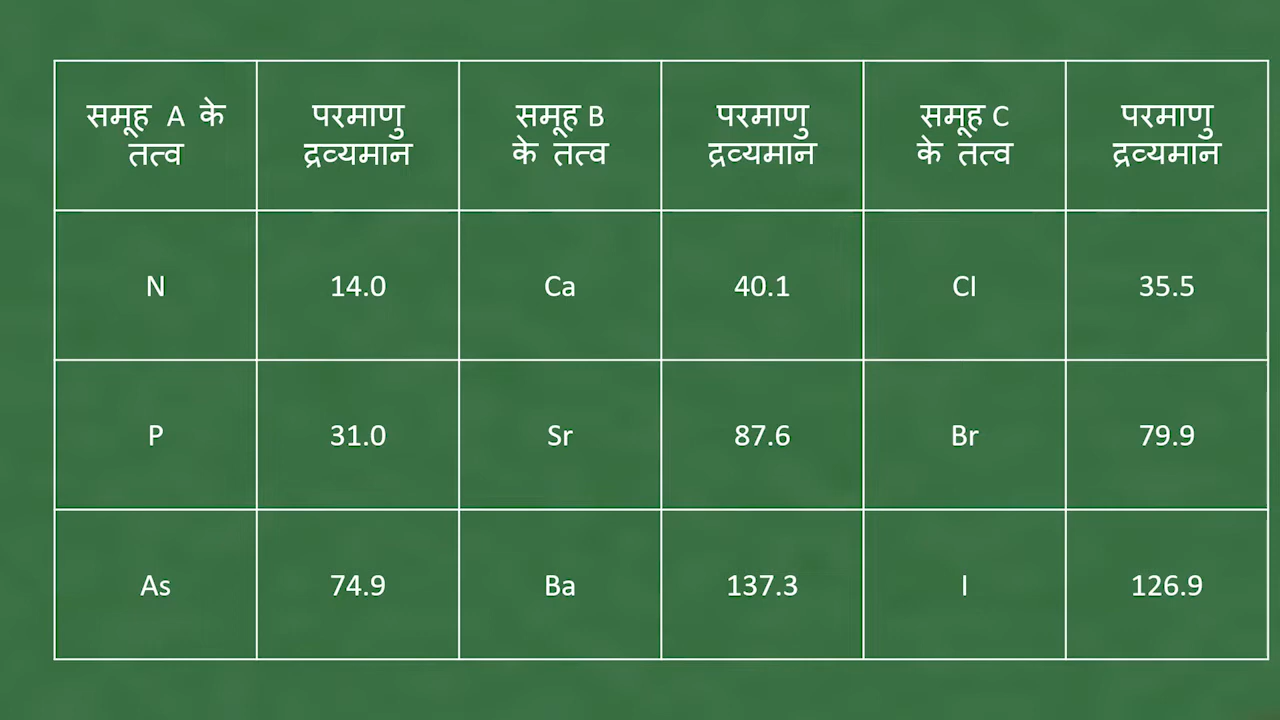 समूह A के तत्व
परमाणु द्रव्यमान
समूह B के तत्व
परमाणु द्रव्यमान
समूह C के तत्व
परमाणु द्रव्यमान
N 14.0 Ca 40.1 Cl 35.5
P 31.0 Sr 87.6 Br 79.9
As 74.9 Ba 137.3 I 126.9